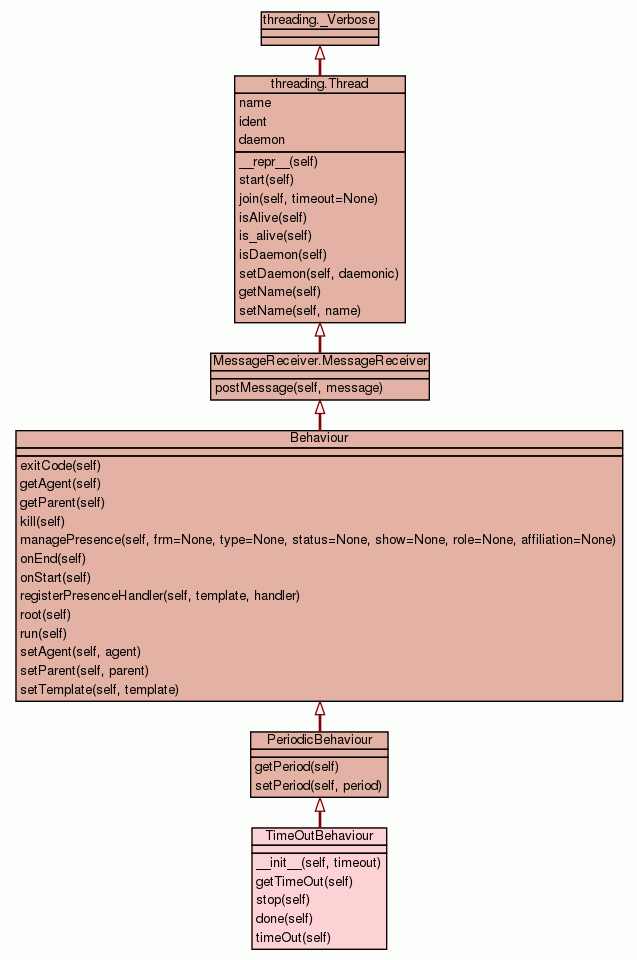 threading._Verbose
threading.Thread
name
ident
daemon
__repr__(self)
start(self)
join(self, timeout=None)
isAlive(self)
is_alive(self)
isDaemon(self)
setDaemon(self, daemonic)
getName(self)
setName(self, name)
MessageReceiver.MessageReceiver
postMessage(self, message)
Behaviour
exitCode(self)
getAgent(self)
getParent(self)
kill(self)
managePresence(self, frm=None, type=None, status=None, show=None, role=None, affiliation=None)
onEnd(self)
onStart(self)
registerPresenceHandler(self, template, handler)
root(self)
run(self)
setAgent(self, agent)
setParent(self, parent)
setTemplate(self, template)
PeriodicBehaviour
getPeriod(self)
setPeriod(self, period)
TimeOutBehaviour
__init__(self, timeout)
getTimeOut(self)
stop(self)
done(self)
timeOut(self)